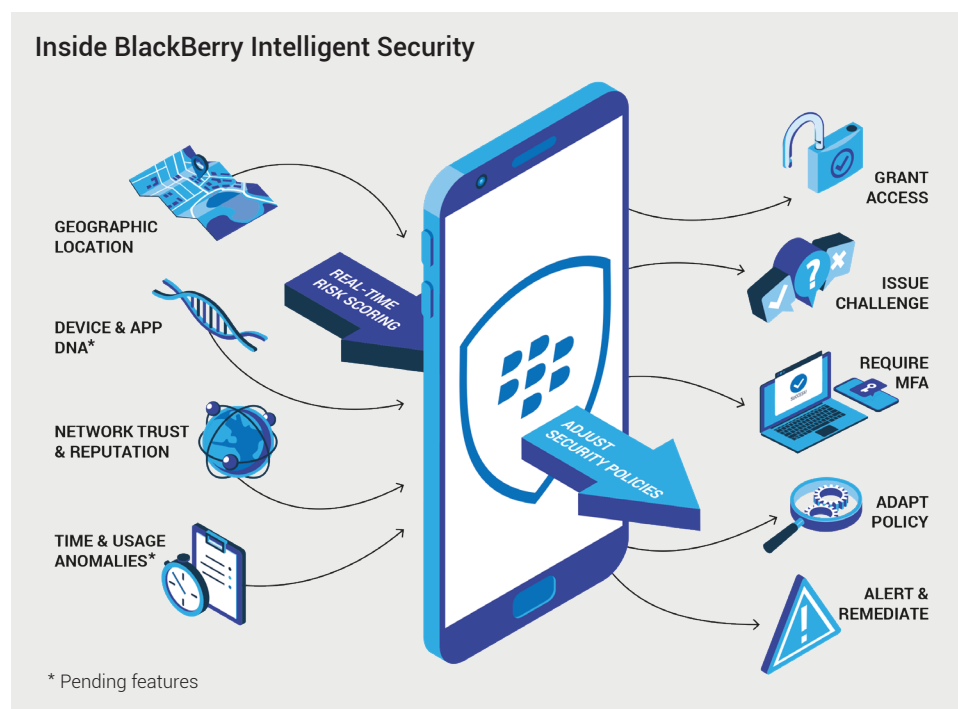 Inside BlackBerry Intelligent Security
GEOGRAPHIC
LOCATION
DEVICE & APP
DNA*
NETWORK TRUST
& REPUTATION
TIME & USAGE
ANOMALIES*
REAL-TIME
RISK SCORING
ADJUST
SECURITY POLICIES
GRANT
ACCESS
ISSUE
CHALLENGE
?
REQUIRE
MFA
ADAPT
POLICY
ALERT &
REMEDIATE
!
* Pending features